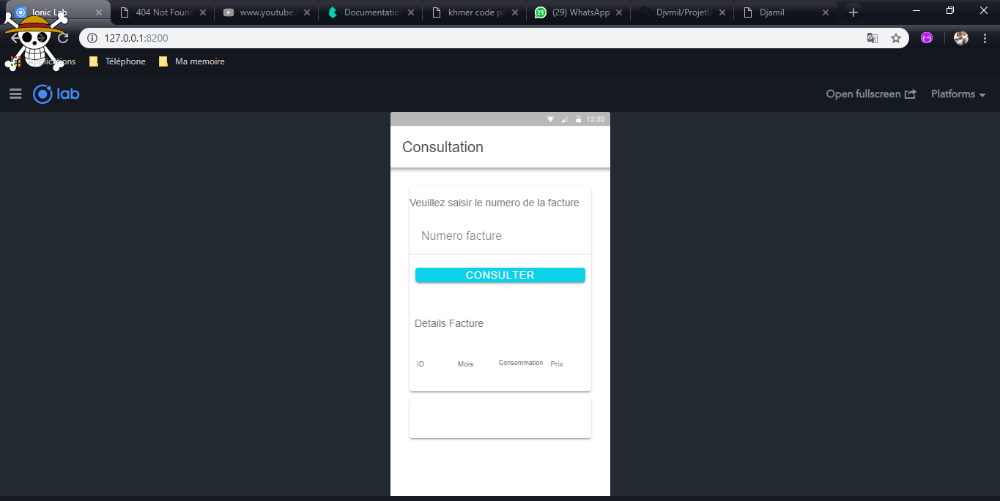 Ionic Lab
404 Not Found
www.youtube.
Documentation
khmer code pa
(29) WhatsApp
Djvmil/ProjetU
Djamil
127.0.0.1:8200
Applications
Téléphone
Ma memoire
lab
Open fullscreen
Platforms
12:30
Consultation
Veuillez saisir le numero de la facture
Numero facture
CONSULTER
Details Facture
ID Mois Consommation Prix